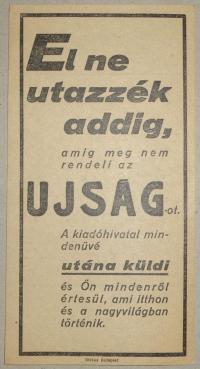 El ne
utazzék
addig,
amig meg nem
rendeli az
UJSÁG-ot.
A kiadóhivatal min-
denüvé
utána küldi
és Ön mindenről
értesül, ami itthon
és a nagyvilágban
történik.